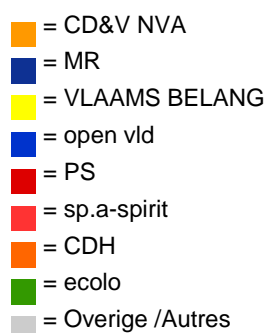 = CD&V NVA
= MR
= VLAAMS BELANG
= open vld
= PS
= sp.a-spirit
= CDH
= ecolo
= Overige /Autres